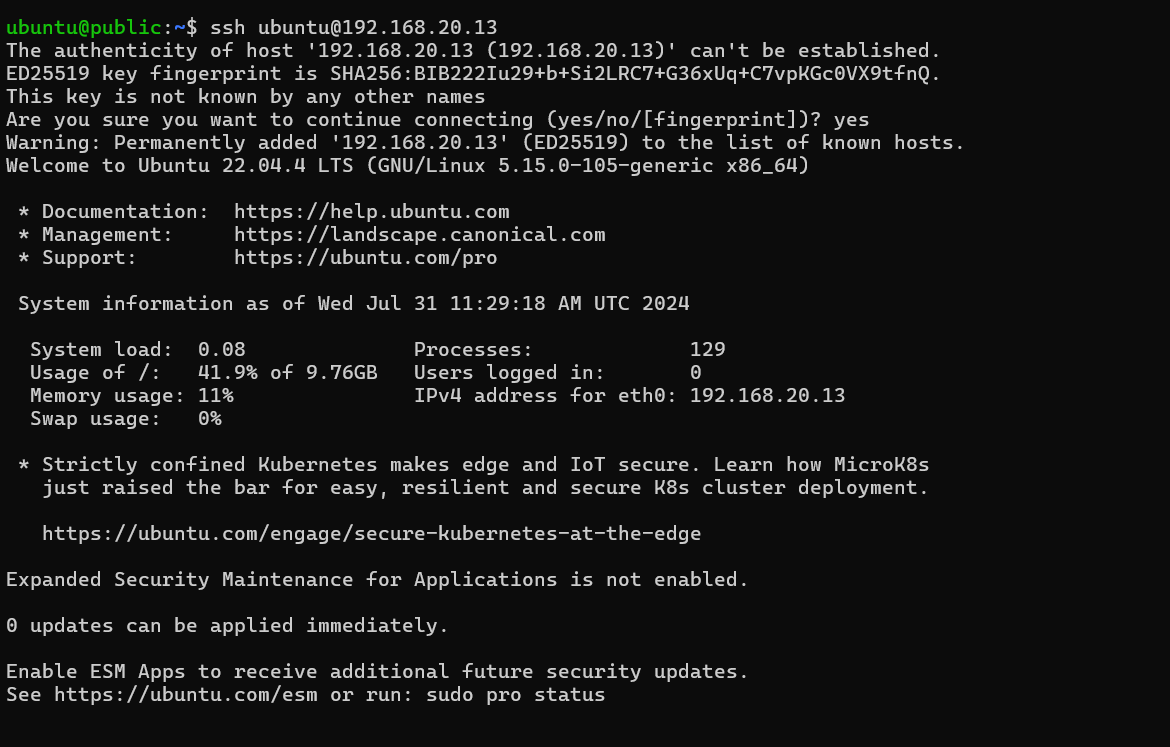 ubuntu@public:~$ ssh ubuntu@192.168.20.13
The authenticity of host '192.168.20.13 (192.168.20.13)' can't be established.
ED25519 key fingerprint is SHA256:BIB222Iu29+b+Si2LRC7+G36xUq+C7vpKGc0VX9tfnQ.
This key is not known by any other names
Are you sure you want to continue connecting (yes/no/[fingerprint])? yes
Warning: Permanently added '192.168.20.13' (ED25519) to the list of known hosts.
Welcome to Ubuntu 22.04.4 LTS (GNU/Linux 5.15.0-105-generic x86_64)

 * Documentation:  https://help.ubuntu.com
 * Management:     https://landscape.canonical.com
 * Support:        https://ubuntu.com/pro

 System information as of Wed Jul 31 11:29:18 AM UTC 2024

  System load:  0.08              Processes:             129
  Usage of /:   41.9% of 9.76GB   Users logged in:       0
  Memory usage: 11%               IPv4 address for eth0: 192.168.20.13
  Swap usage:   0%

 * Strictly confined Kubernetes makes edge and IoT secure. Learn how MicroK8s
   just raised the bar for easy, resilient and secure K8s cluster deployment.

   https://ubuntu.com/engage/secure-kubernetes-at-the-edge

Expanded Security Maintenance for Applications is not enabled.

0 updates can be applied immediately.

Enable ESM Apps to receive additional future security updates.
See https://ubuntu.com/esm or run: sudo pro status